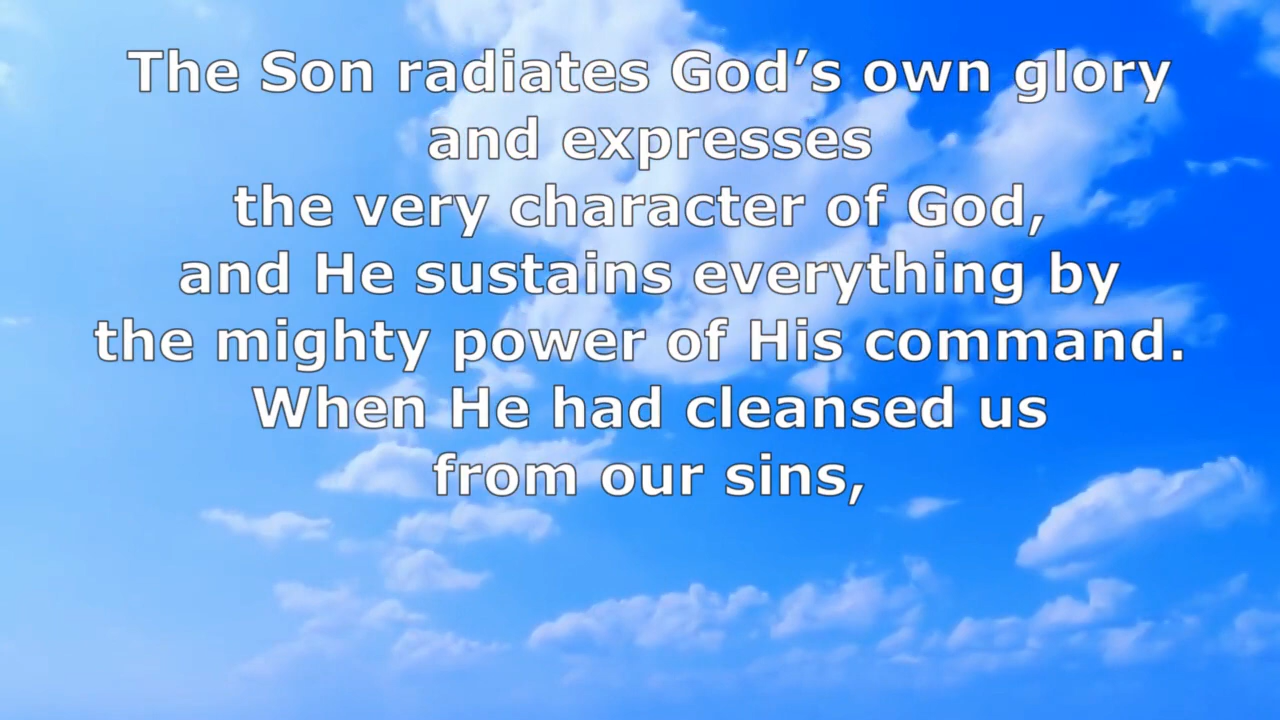 The Son radiates God’s own glory
and expresses
the very character of God,
and He sustains everything by
the mighty power of His command.
When He had cleansed us
from our sins,